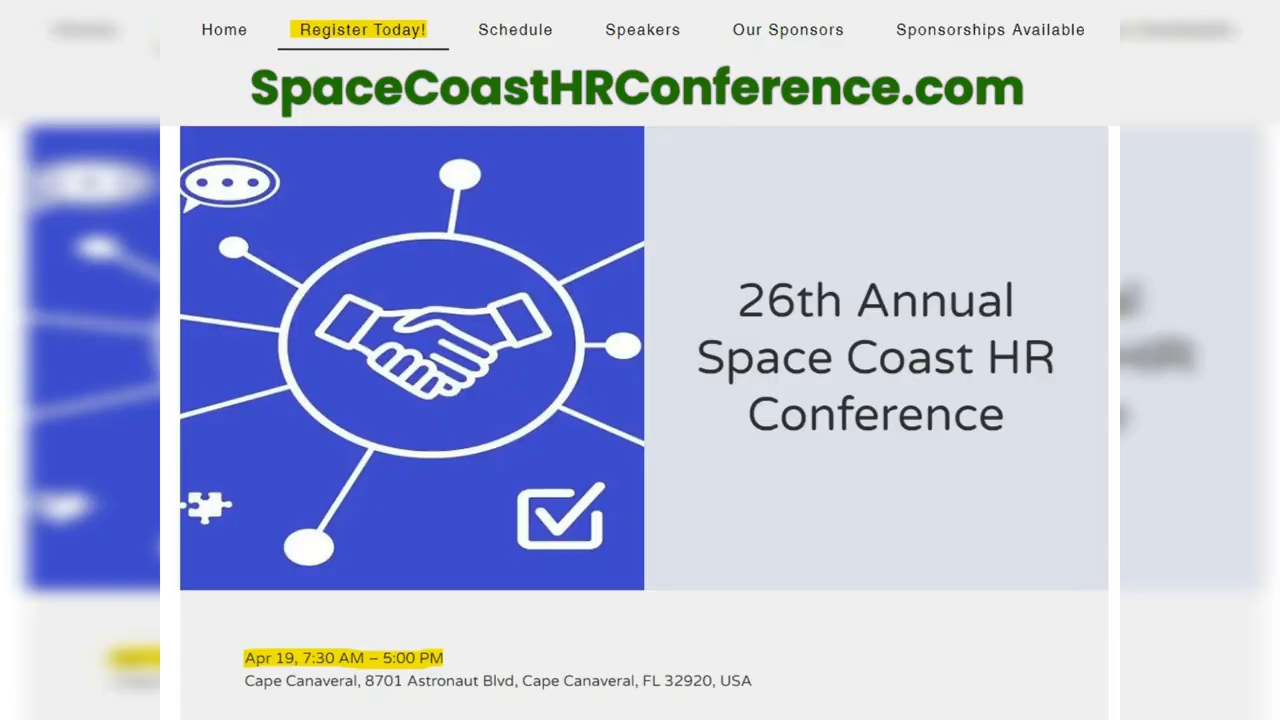 Home Register Today! Schedule Speakers Our Sponsors Sponsorships Available
SpaceCoastHRConference.com
26th Annual
Space Coast HR
Conference
Apr 19, 7:30 AM – 5:00 PM
Cape Canaveral, 8701 Astronaut Blvd, Cape Canaveral, FL 32920, USA